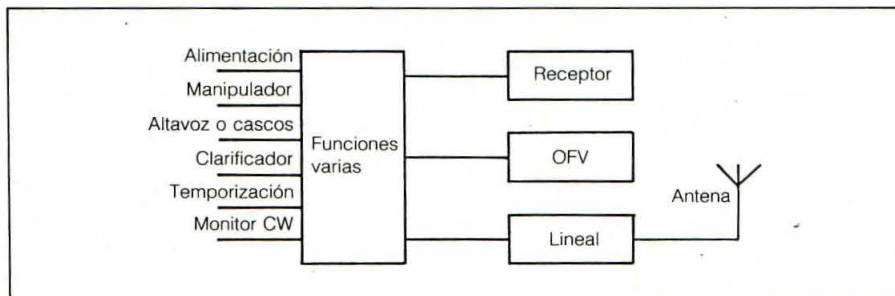 Alimentación
Manipulador
Altavoz o cascos
Clarificador
Temporización
Monitor CW
Funciones
varias
Receptor
OFV
Lineal
Antena